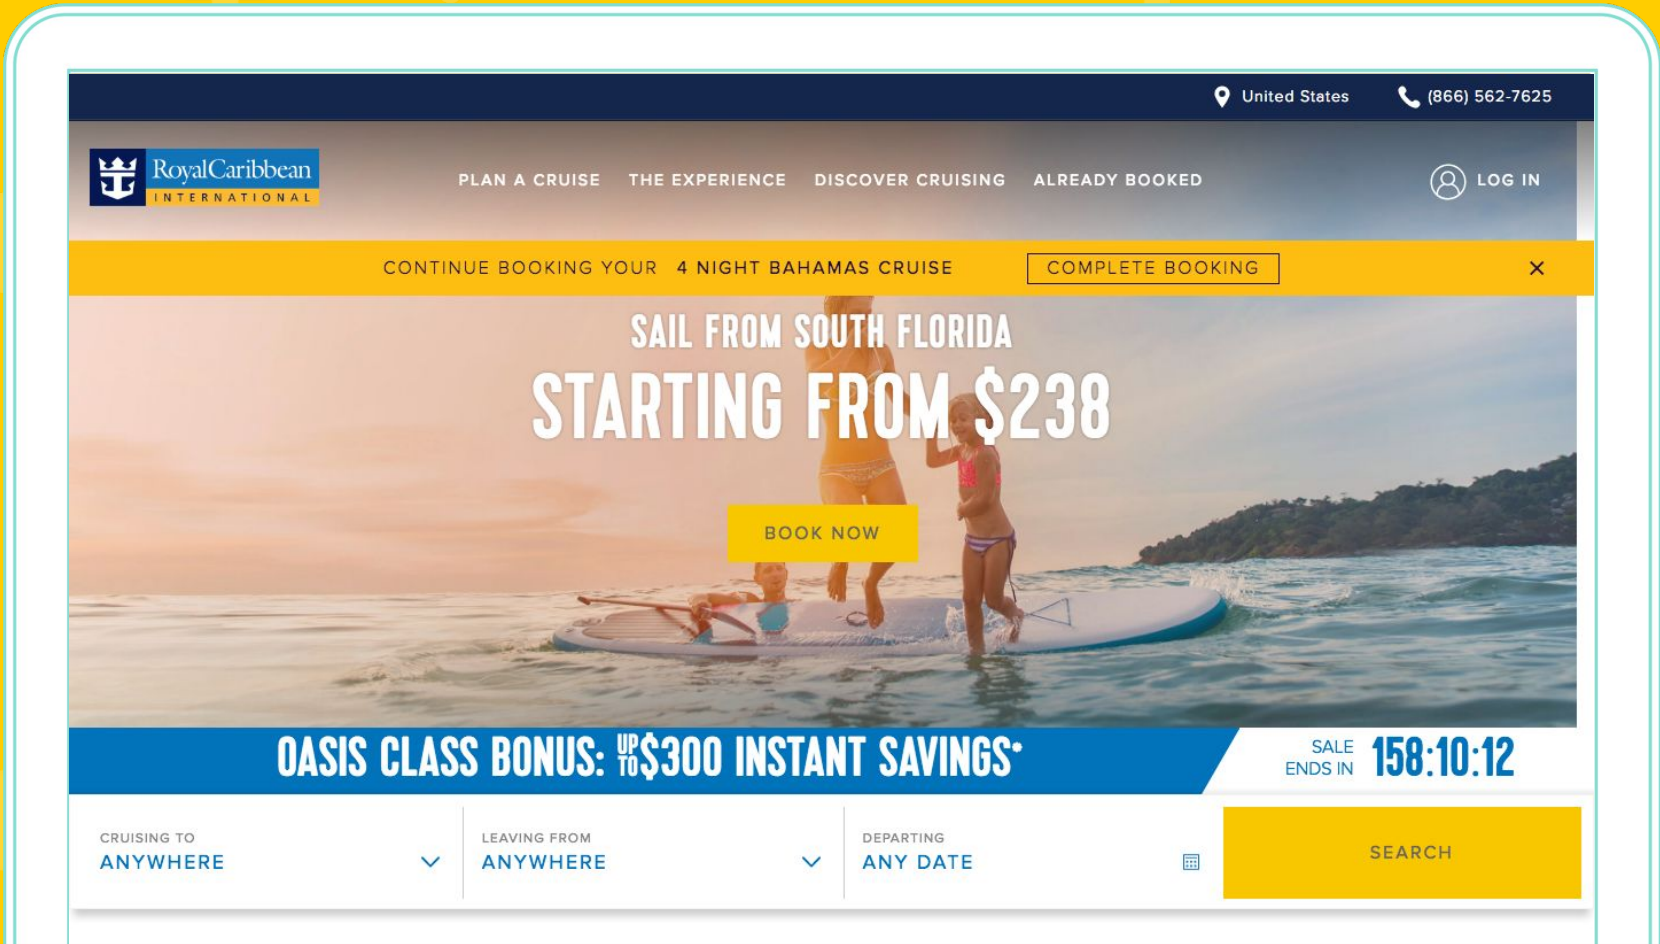 United States
(866) 562-7625
RoyalCaribbean
INTERNATIONAL
PLAN A CRUISE THE EXPERIENCE DISCOVER CRUISING ALREADY BOOKED
LOG IN
CONTINUE BOOKING YOUR 4 NIGHT BAHAMAS CRUISE COMPLETE BOOKING ×
SAIL FROM SOUTH FLORIDA
STARTING FROM $238
BOOK NOW
OASIS CLASS BONUS: UP TO $300 INSTANT SAVINGS*
SALE
ENDS IN
158:10:12
CRUISING TO
ANYWHERE
LEAVING FROM
ANYWHERE
DEPARTING
ANY DATE
SEARCH